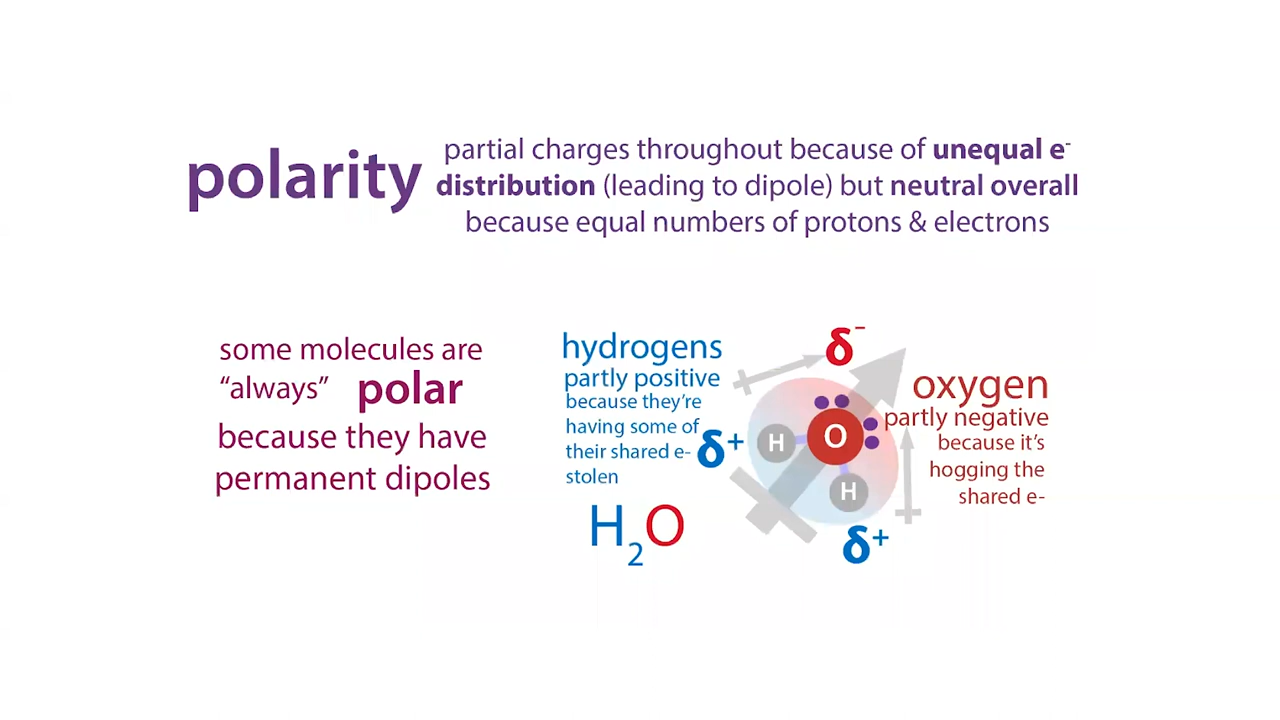 polarity
partial charges throughout because of unequal e⁻
distribution (leading to dipole) but neutral overall
because equal numbers of protons & electrons
some molecules are
“always” polar
because they have
permanent dipoles
hydrogens
partly positive
because they’re
having some of
their shared e-
stolen
H₂O
δ⁻
δ⁺
H
O
H
δ⁺
oxygen
partly negative
because it’s
hogging the
shared e-